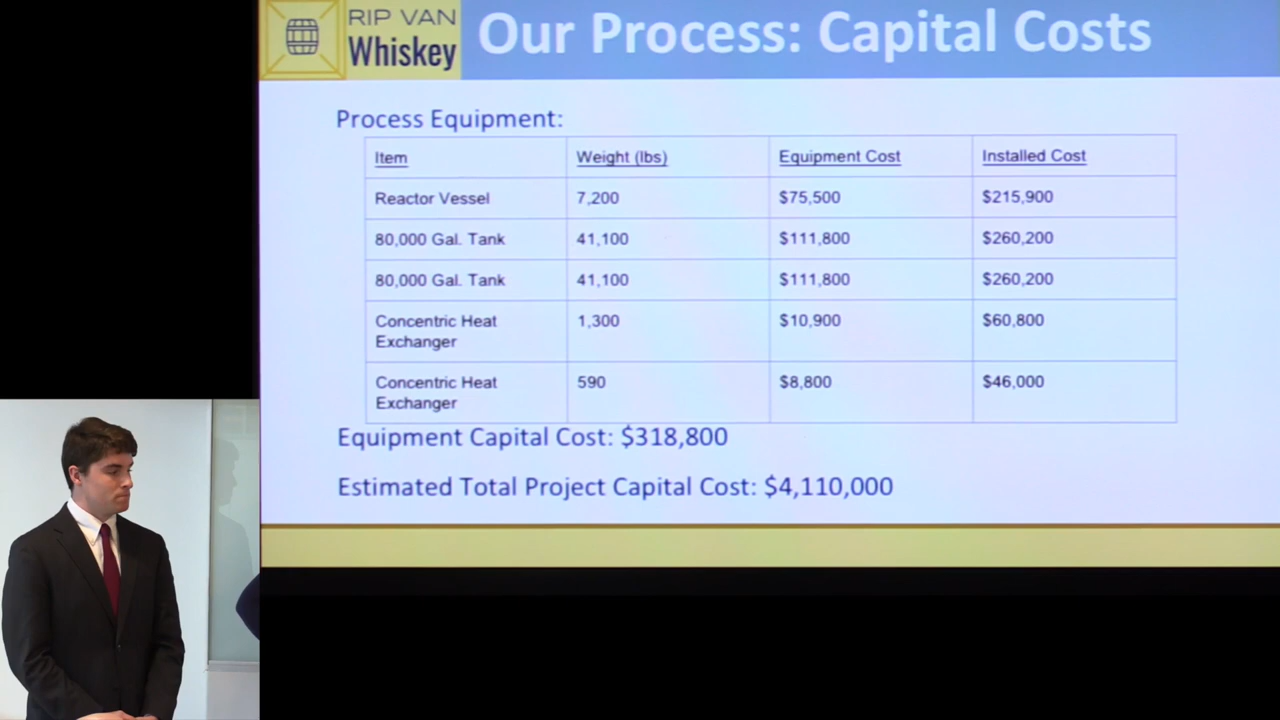 RIP VAN
Whiskey
Our Process: Capital Costs
Process Equipment:
Item Weight (lbs) Equipment Cost Installed Cost
Reactor Vessel 7,200 $75,500 $215,900
80,000 Gal. Tank 41,100 $111,800 $260,200
80,000 Gal. Tank 41,100 $111,800 $260,200
Concentric Heat 1,300 $10,900 $60,800
Exchanger
Concentric Heat 590 $8,800 $46,000
Exchanger
Equipment Capital Cost: $318,800
Estimated Total Project Capital Cost: $4,110,000